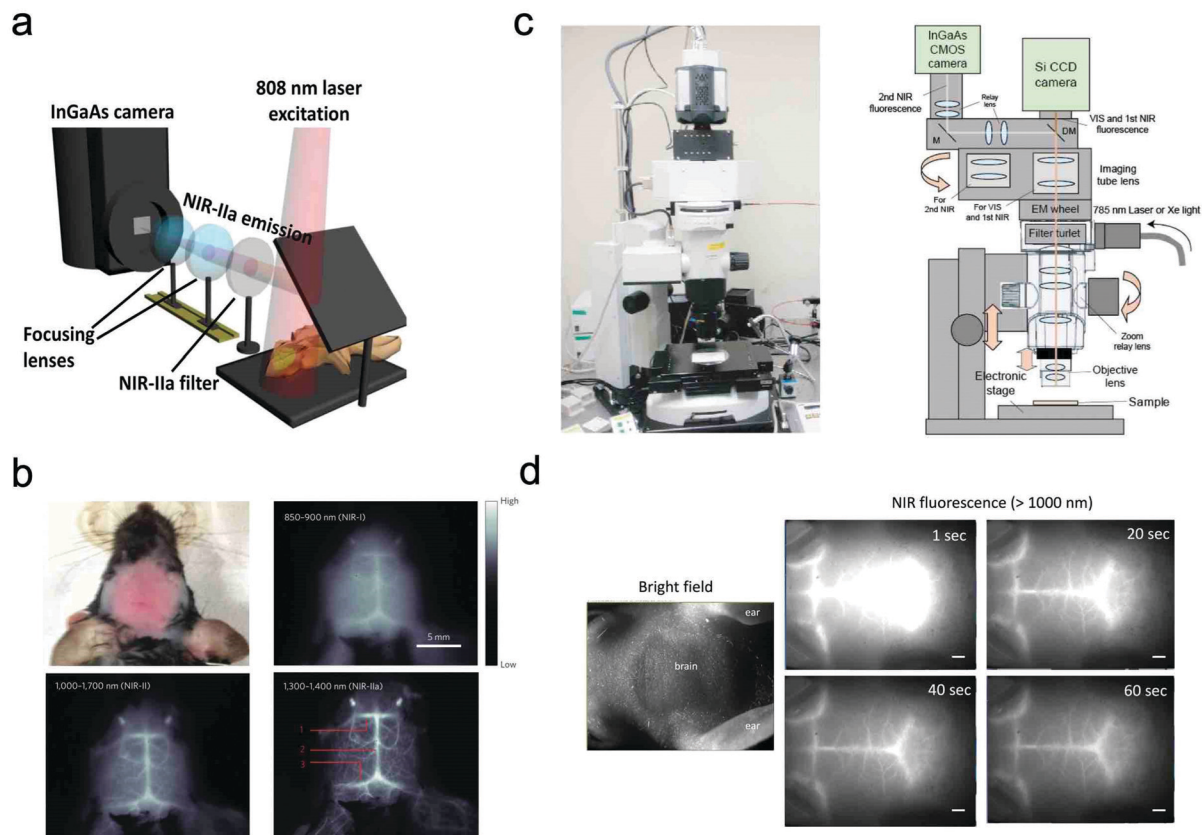 a
808 nm laser
excitation
InGaAs camera
NIR-IIa emission
Focusing
lenses
NIR-IIa filter
b
850–900 nm (NIR-I)
5 mm
High
Low
1,000–1,700 nm (NIR-II)
1,300–1,400 nm (NIR-IIa)
1
2
3
c
InGaAs
CMOS
camera
Si CCD
camera
2nd NIR
fluorescence
Relay
lens
VIS and 1st NIR
fluorescence
M
DM
Imaging
tube lens
For
2nd NIR
For VIS
and 1st NIR
EM wheel
785 nm Laser or Xe light
Filter turlet
Zoom
relay lens
Objective
lens
Electronic
stage
Sample
d
NIR fluorescence (> 1000 nm)
Bright field
ear
brain
ear
1 sec
20 sec
40 sec
60 sec